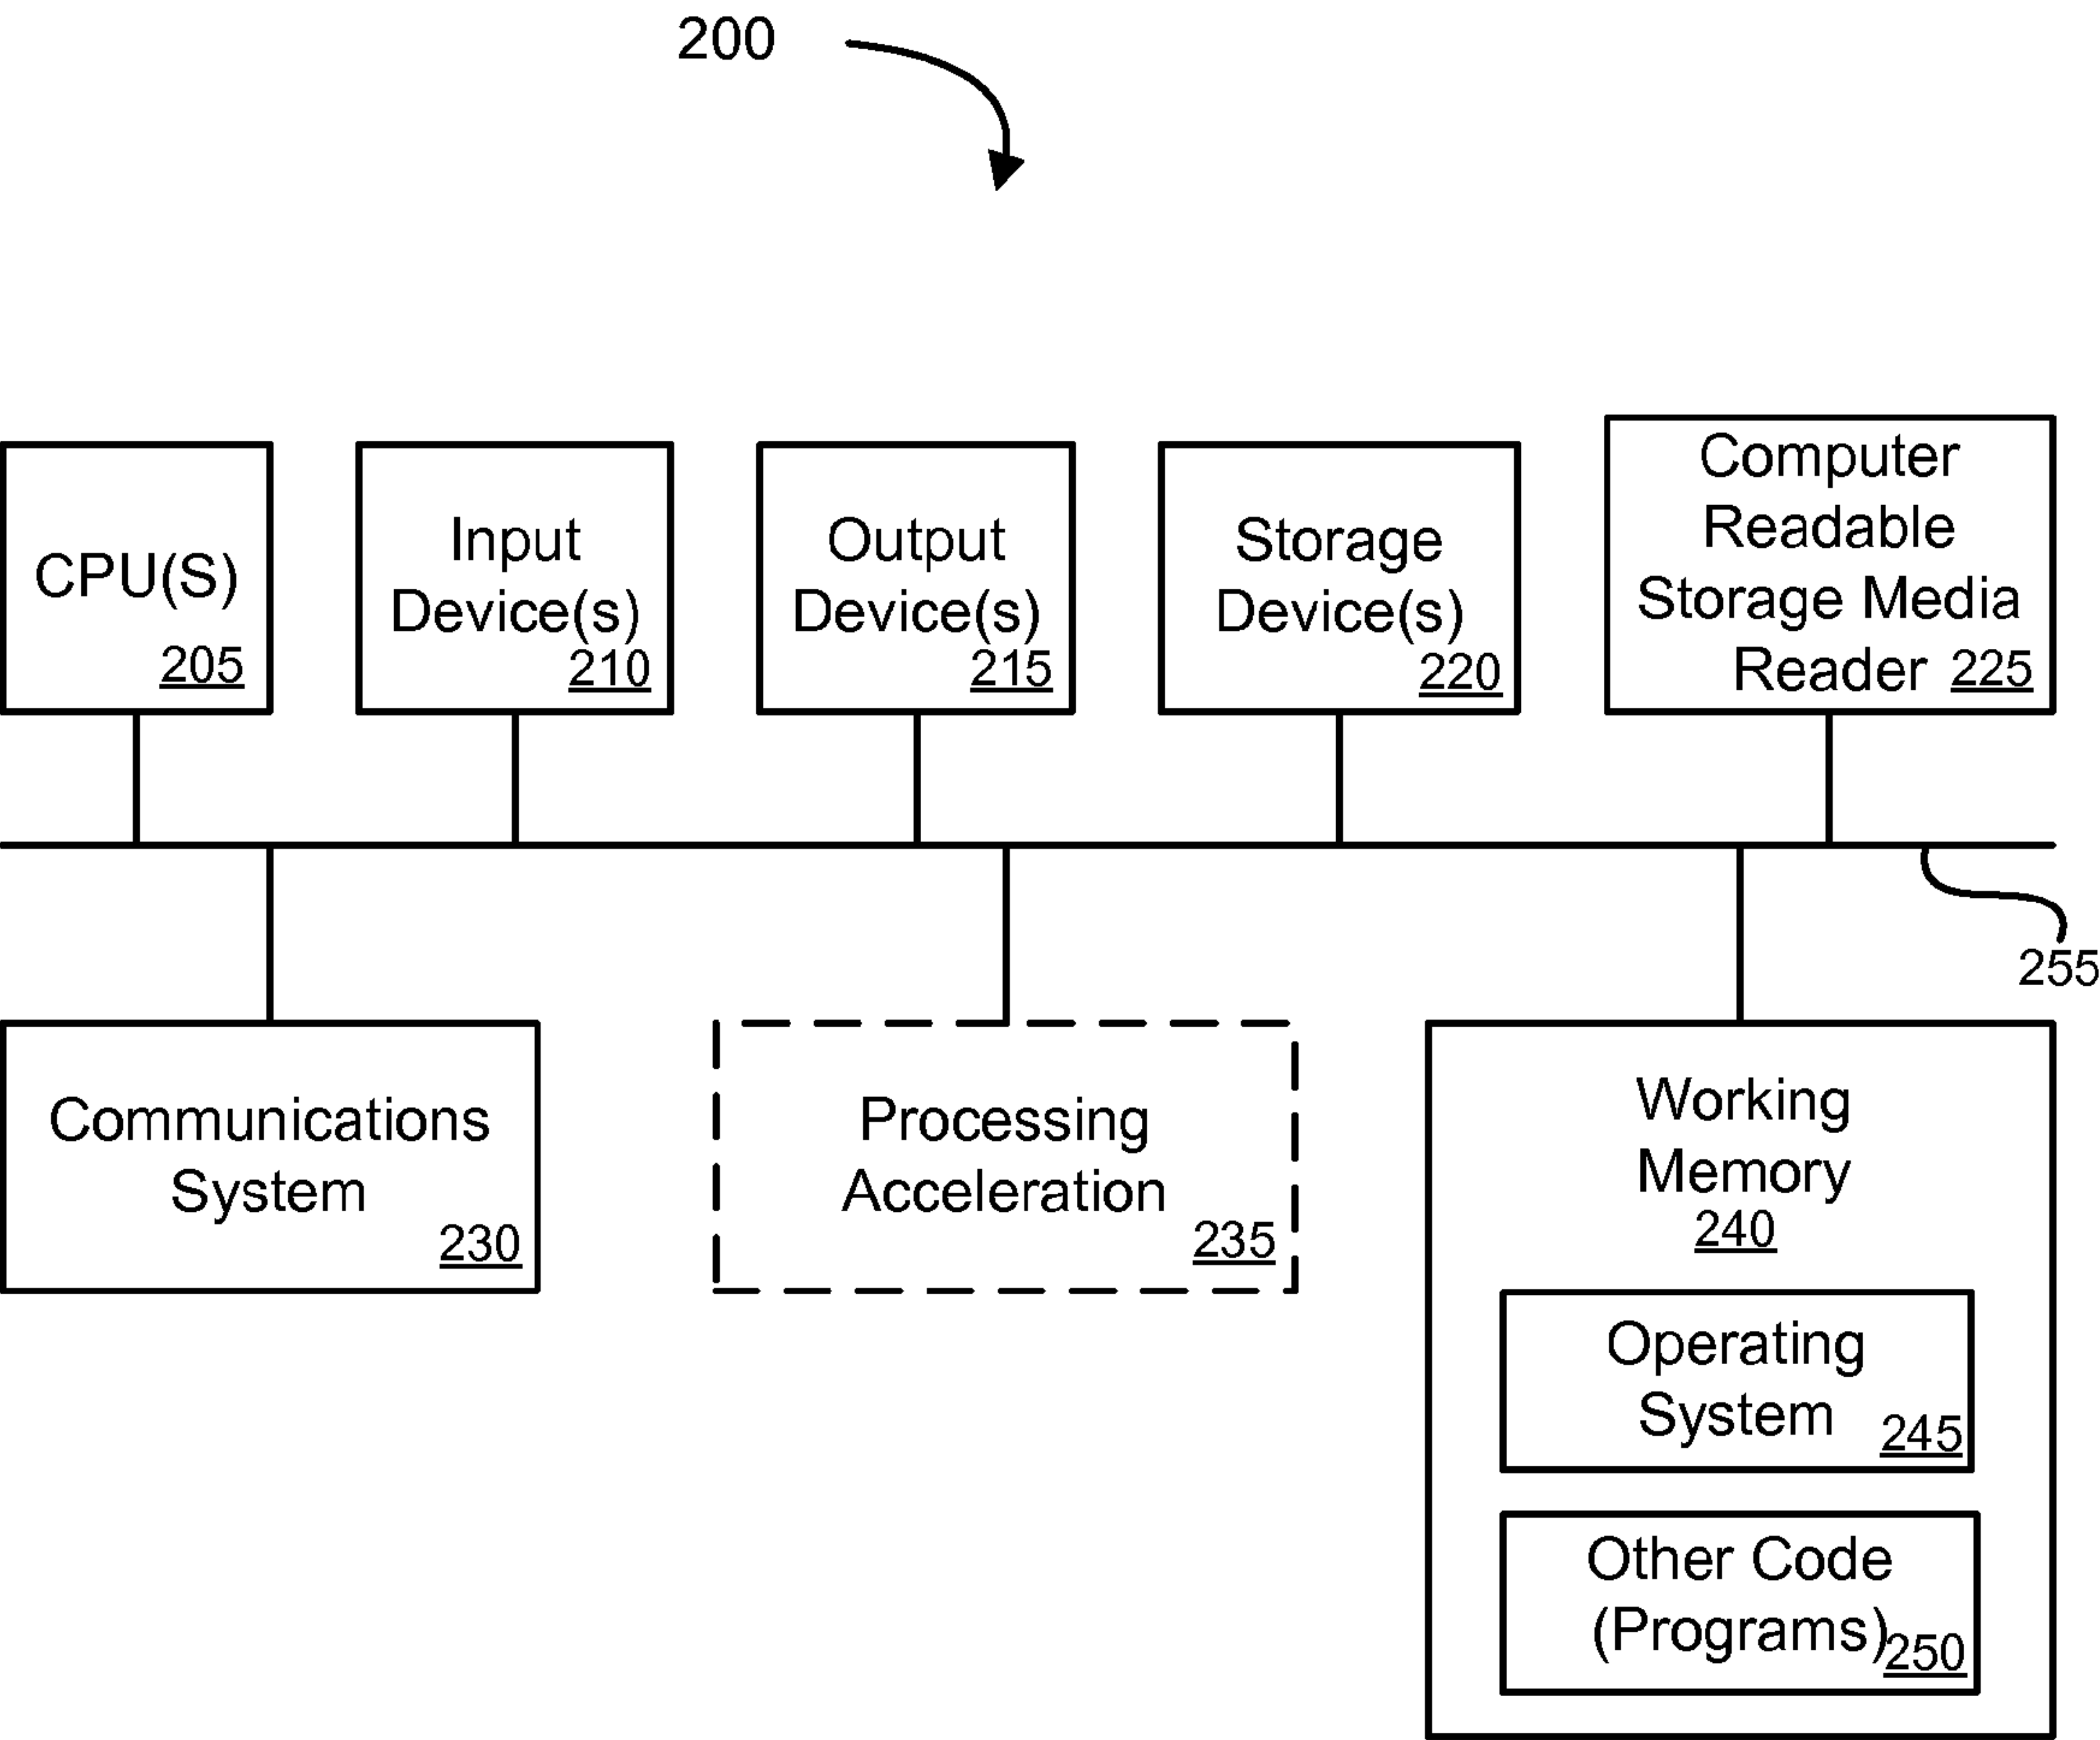 200
CPU(S)
205
Input
Device(s)
210
Output
Device(s)
215
Storage
Device(s)
220
Computer
Readable
Storage Media
Reader 225
255
Communications
System
230
Processing
Acceleration
235
Working
Memory
240
Operating
System
245
Other Code
(Programs)
250